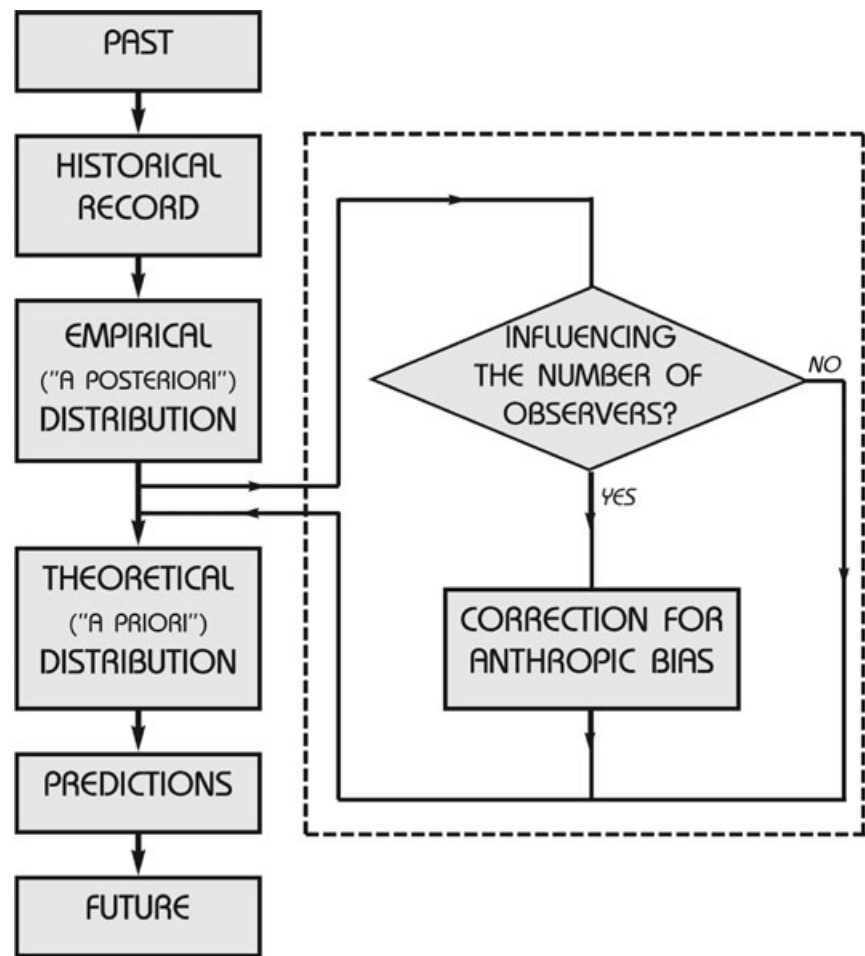 PAST
HISTORICAL
RECORD
EMPIRICAL
("A POSTERIORI")
DISTRIBUTION
THEORETICAL
("A PRIORI")
DISTRIBUTION
PREDICTIONS
FUTURE
INFLUENCING
THE NUMBER OF
OBSERVERS?
NO
YES
CORRECTION FOR
ANTHROPIC BIAS